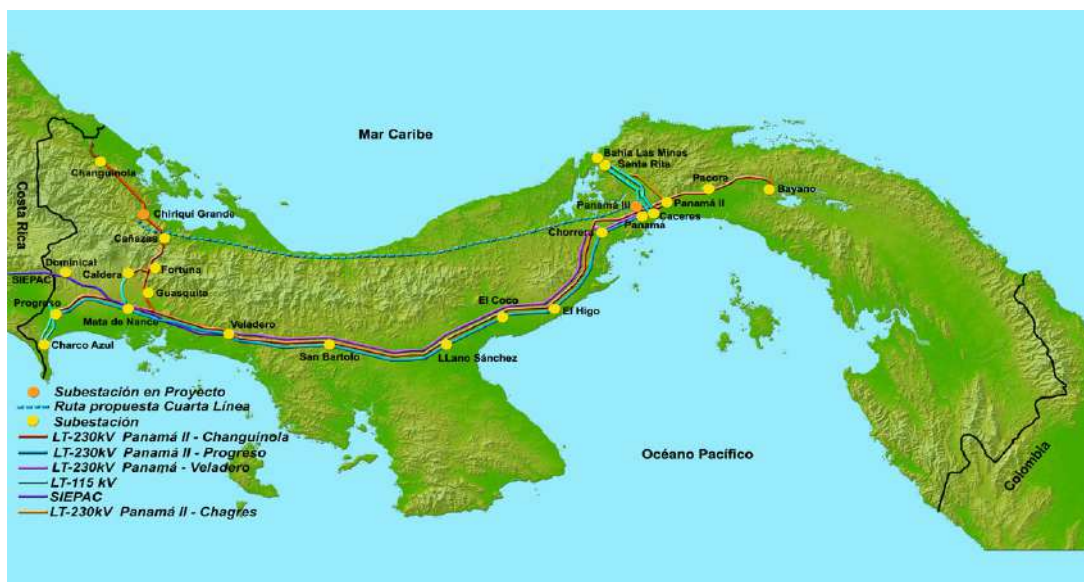 Mar Caribe
Bahía Las Minas
Santa Rita
Changuinola
Costa Rica
Pacora
Bayano
Panamá III
Panamá II
Chiriquí Grande
Caceres
Panamá
Cañazas
Chorrera
Dominical
Caldera
Fortuna
SIEPAC
Guasquita
Progreso
El Coco
El Higo
Mata de Nance
Veladero
Charco Azul
San Bartolo
LLano Sánchez
Océano Pacífico
Colombia
Subestación en Proyecto
Ruta propuesta Cuarta Línea
Subestación
LT-230kV Panamá II - Changuinola
LT-230kV Panamá II - Progreso
LT-230kV Panamá - Veladero
LT-115 kV
SIEPAC
LT-230kV Panamá II - Chagres